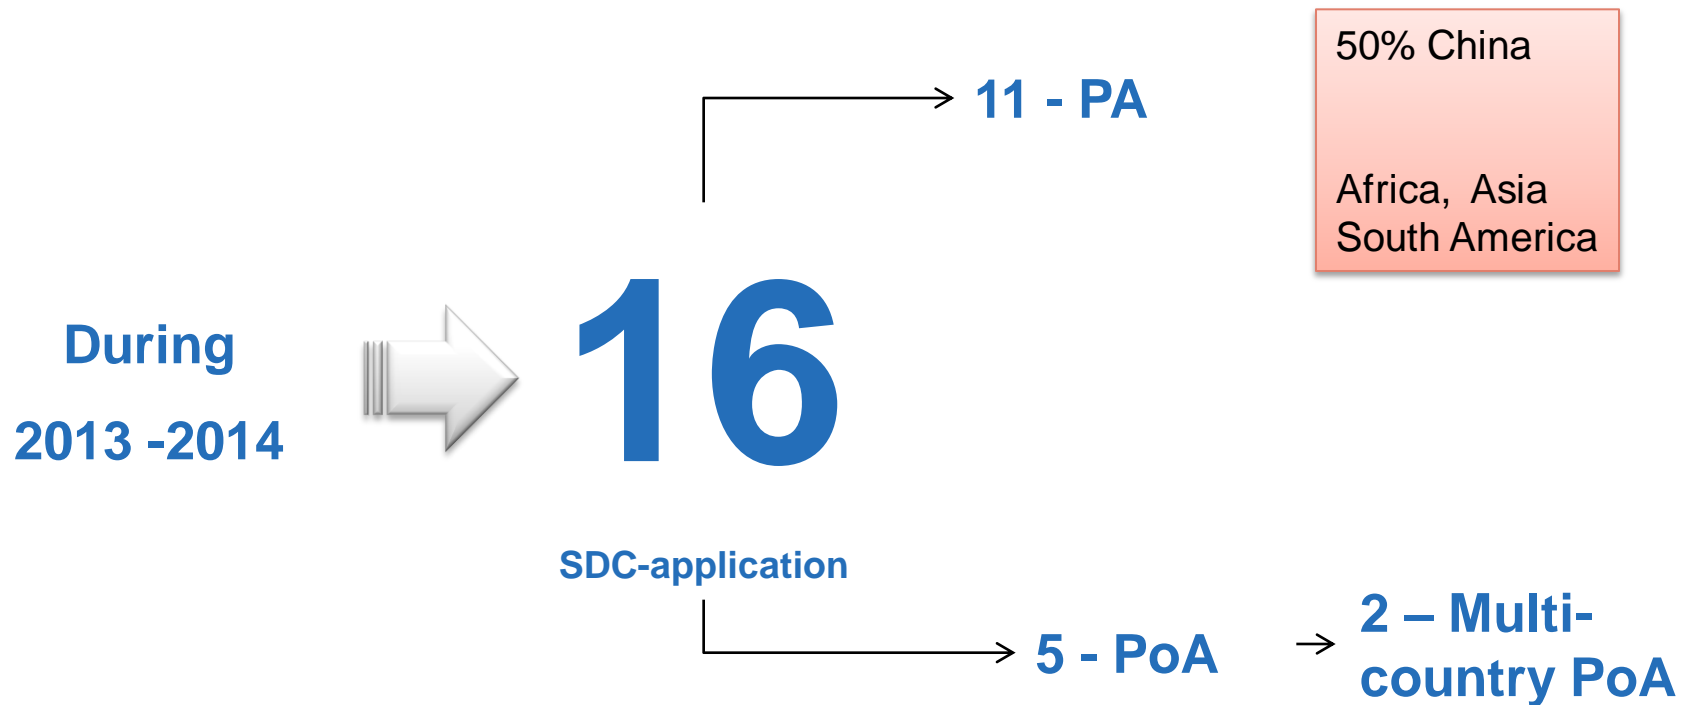 50% China
11 - PA
Africa, Asia
South America
During
2013 -2014
16
SDC-application
5 - PoA
2 – Multi-
country PoA